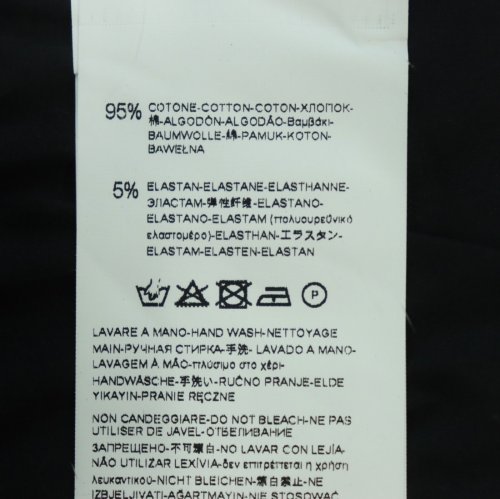 95% COTONE-COTTON-COTON-ХЛОПОК-
棉-ALGODÓN-ALGODÃO-Βαμβάκι-
BAUMWOLLE-綿-PAMUK-KOTON-
BAWEŁNA
5% ELASTAN-ELASTANE-ELASTHANNE-
ЭЛАСТАМ-弹性纤维-ELASTANO-
ELASTANO-ELASTAM (πολυουρεθνικό
ελαστομερό)-ELASTHAN-エラスタン-
ELASTAM-ELASTEN-ELASTAN
P
LAVARE A MANO-HAND WASH-NETTOYAGE
MAIN-РУЧНАЯ СТИРКА-手洗- LAVADO A MANO-
LAVAGEM À MÃO-πλύσιμο στο χέρι-
HANDWÄSCHE-手洗い-RUČNO PRANJE-ELDE
YIKAYIN-PRANIE RĘCZNE
NON CANDEGGIARE-DO NOT BLEACH-NE PAS
UTILISER DE JAVEL-ОТБЕЛИВАНИЕ
ЗАПРЕЩЕНО-不可漂白-NO LAVAR CON LEJÍA-
NÃO UTILIZAR LEXÍVIA-δεν επιτρέπεται η χρήση
λευκαντικού-NICHT BLEICHEN-漂白禁止-NE
IZBJELJIVATI-AĞARTMAYIN-NIE STOSOWAĆ